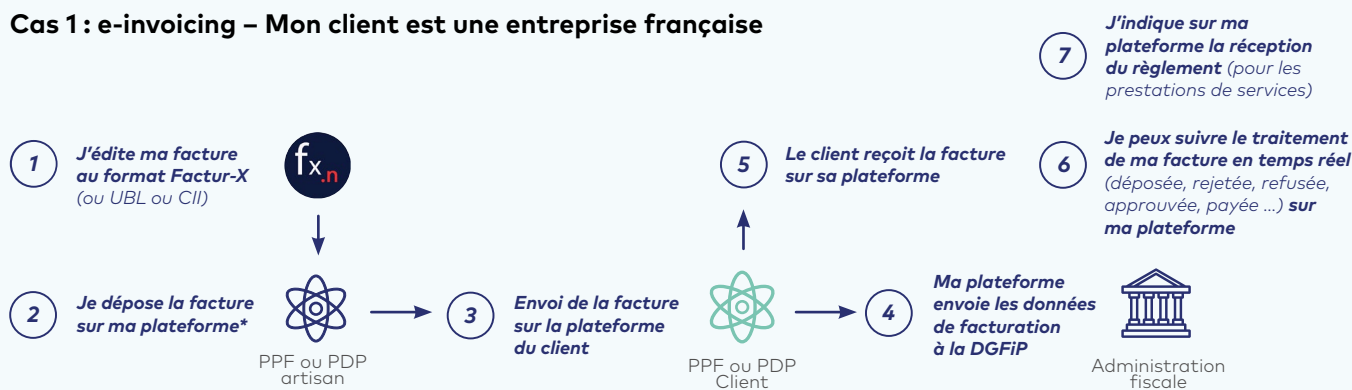 Cas 1 : e-invoicing – Mon client est une entreprise française
1
J'édite ma facture
au format Factur-X
(ou UBL ou CII)
fx.n
2
Je dépose la facture
sur ma plateforme*
PPF ou PDP
artisan
3
Envoi de la facture
sur la plateforme
du client
PPF ou PDP
Client
4
Ma plateforme
envoie les données
de facturation
à la DGFiP
Administration
fiscale
5
Le client reçoit la facture
sur sa plateforme
6
Je peux suivre le traitement
de ma facture en temps réel
(déposée, rejetée, refusée,
approuvée, payée ...) sur
ma plateforme
7
J'indique sur ma
plateforme la réception
du règlement (pour les
prestations de services)